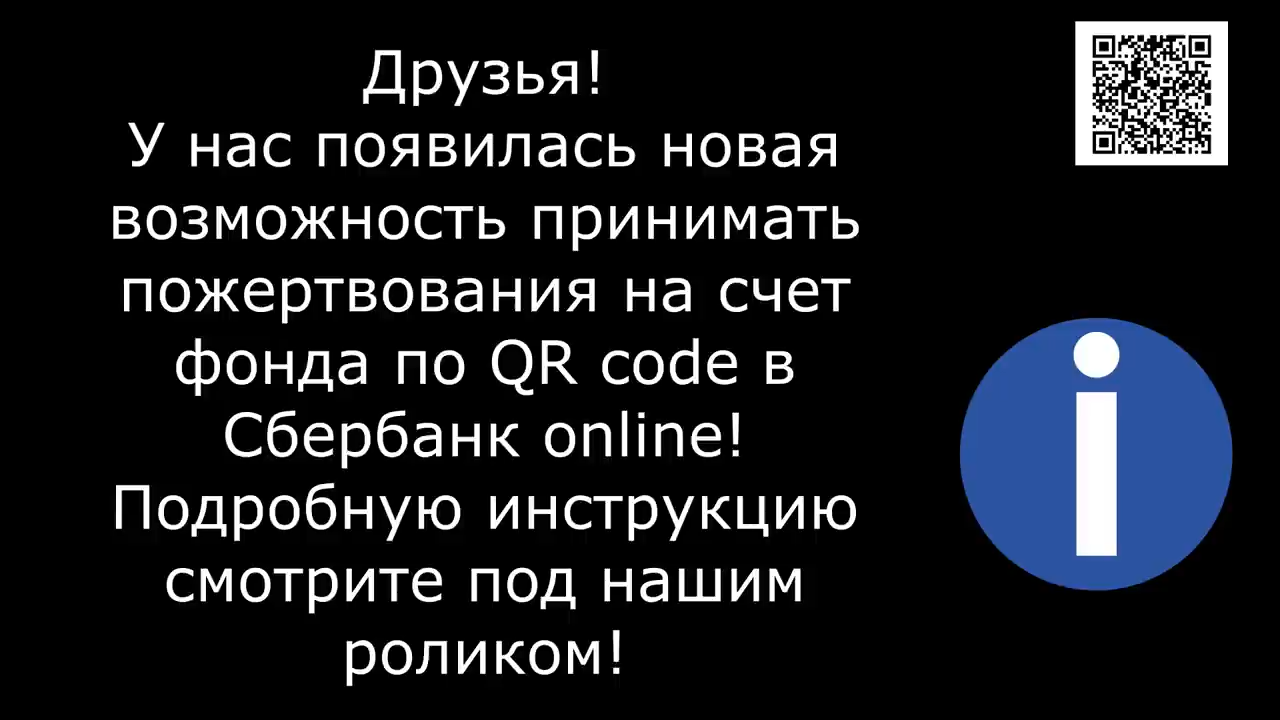 Друзья!
У нас появилась новая
возможность принимать
пожертвования на счет
фонда по QR code в
Сбербанк online!
Подробную инструкцию
смотрите под нашим
роликом!